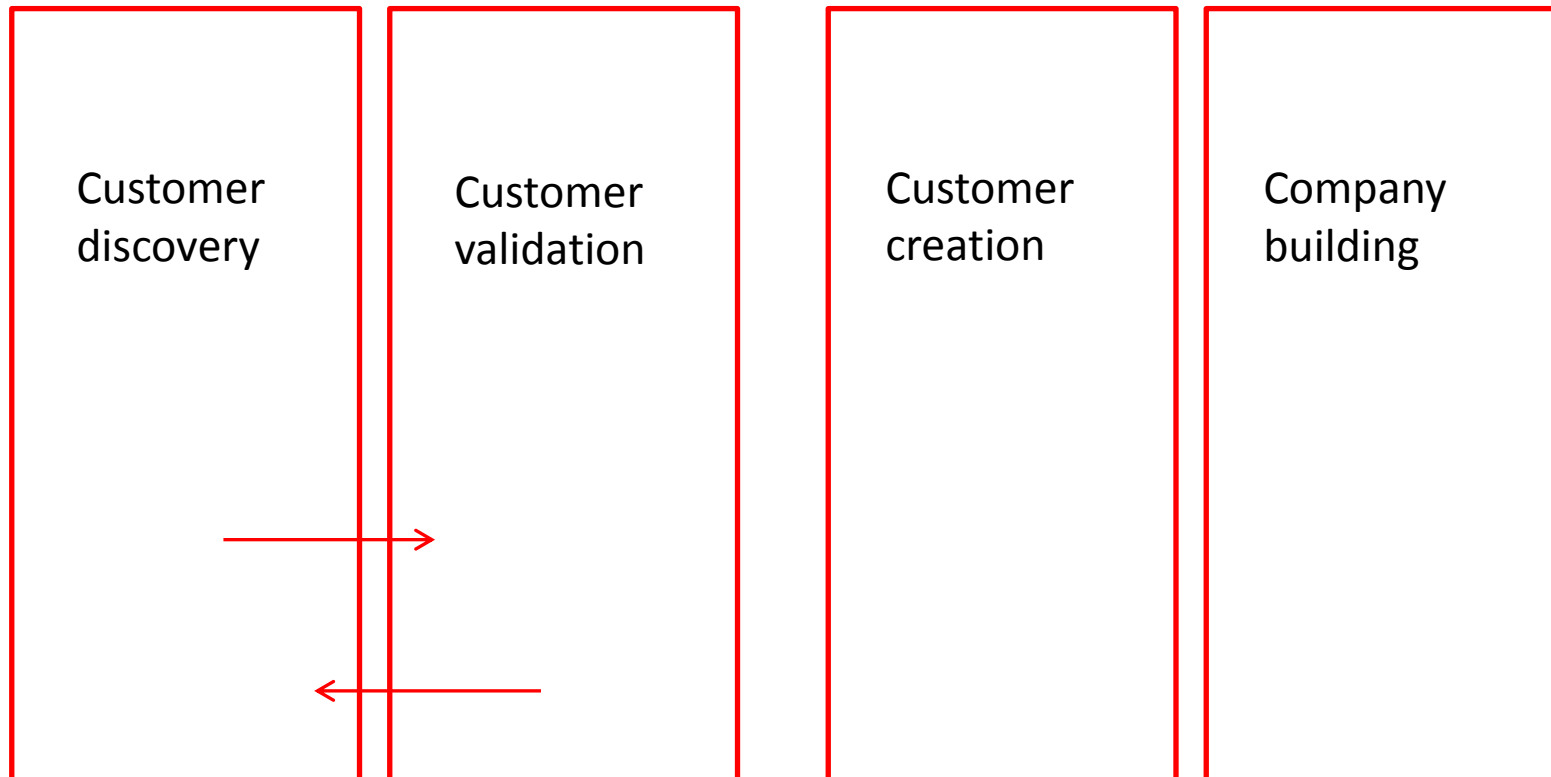 Customer
discovery
Customer
validation
Customer
creation
Company
building